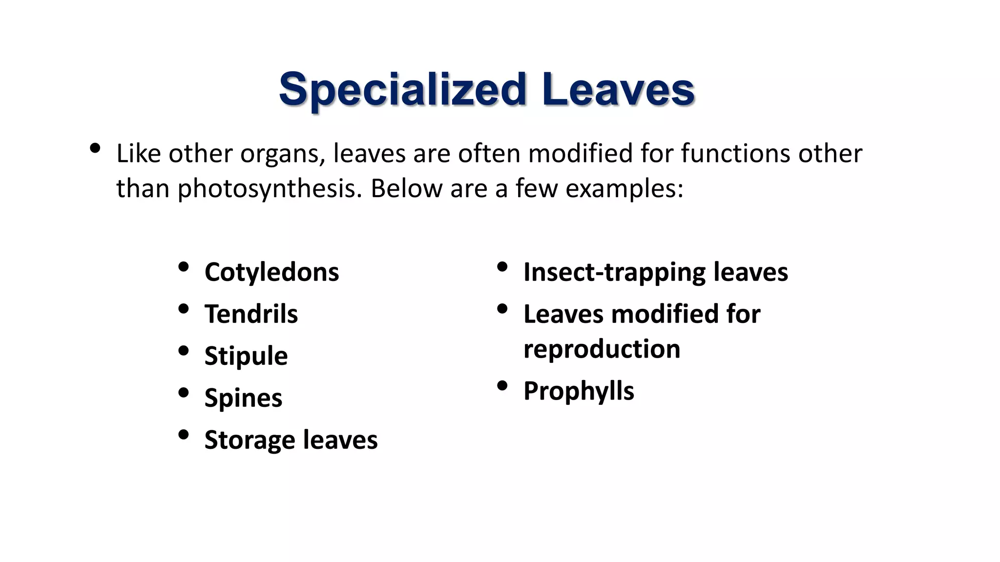 Specialized Leaves
• Like other organs, leaves are often modified for functions other
than photosynthesis. Below are a few examples:
• Cotyledons
• Tendrils
• Stipule
• Spines
• Storage leaves
• Insect-trapping leaves
• Leaves modified for
reproduction
• Prophylls